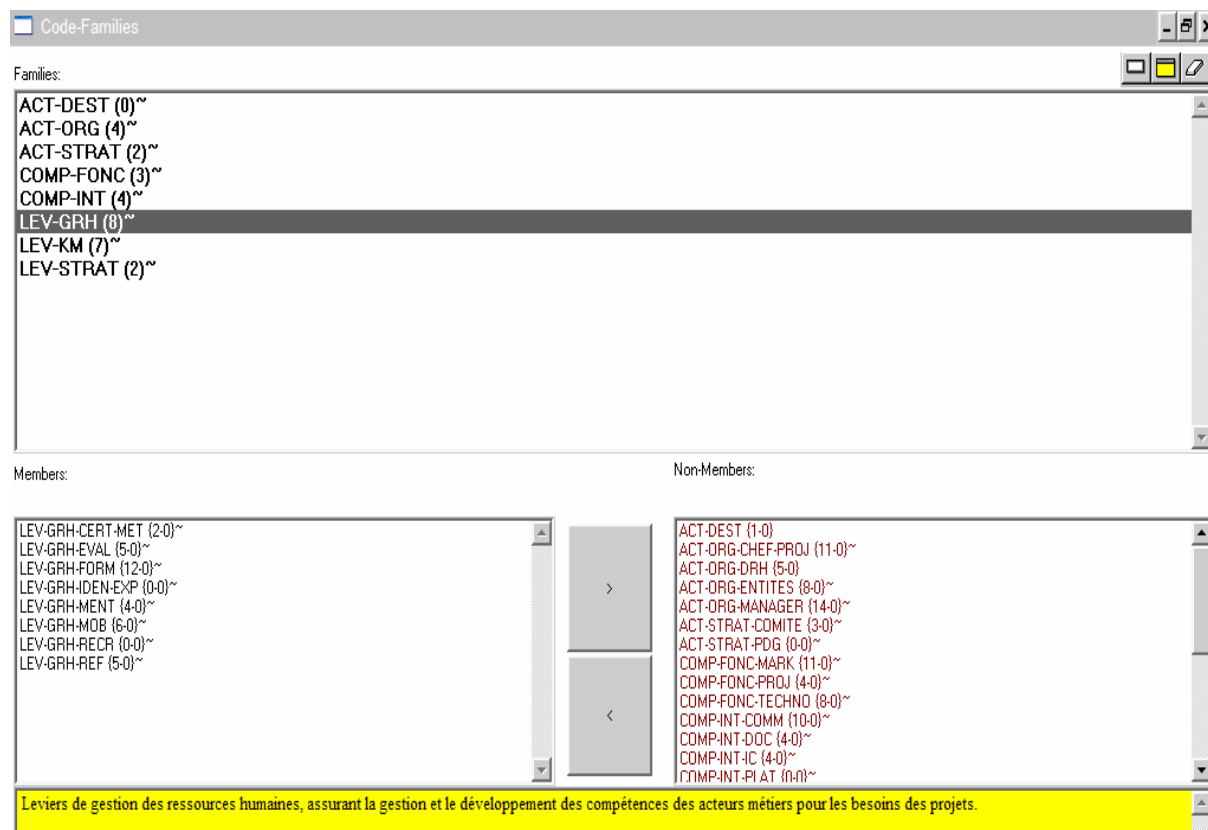 Code-Families
Families:
ACT-DEST (0)~
ACT-ORG (4)~
ACT-STRAT (2)~
COMP-FONC (3)~
COMP-INT (4)~
LEV-GRH (8)~
LEV-KM (7)~
LEV-STRAT (2)~
Members:
LEV-GRH-CERT-MET {2-0}~
LEV-GRH-EVAL {5-0}~
LEV-GRH-FORM {12-0}~
LEV-GRH-IDEN-EXP {0-0}~
LEV-GRH-MENT {4-0}~
LEV-GRH-MOB {6-0}~
LEV-GRH-RECR {0-0}~
LEV-GRH-REF {5-0}~
>
<
Non-Members:
ACT-DEST {1-0}
ACT-ORG-CHEF-PROJ {11-0}~
ACT-ORG-DRH {5-0}
ACT-ORG-ENTITES {8-0}~
ACT-ORG-MANAGER {14-0}~
ACT-STRAT-COMITE {3-0}~
ACT-STRAT-PDG {0-0}~
COMP-FONC-MARK {11-0}~
COMP-FONC-PROJ {4-0}~
COMP-FONC-TECHNO {8-0}~
COMP-INT-COMM {10-0}~
COMP-INT-DOC {4-0}~
COMP-INT-IC {4-0}~
COMP-INT-PLAT {0-0}~
Leviers de gestion des ressources humaines, assurant la gestion et le développement des compétences des acteurs métiers pour les besoins des projets.